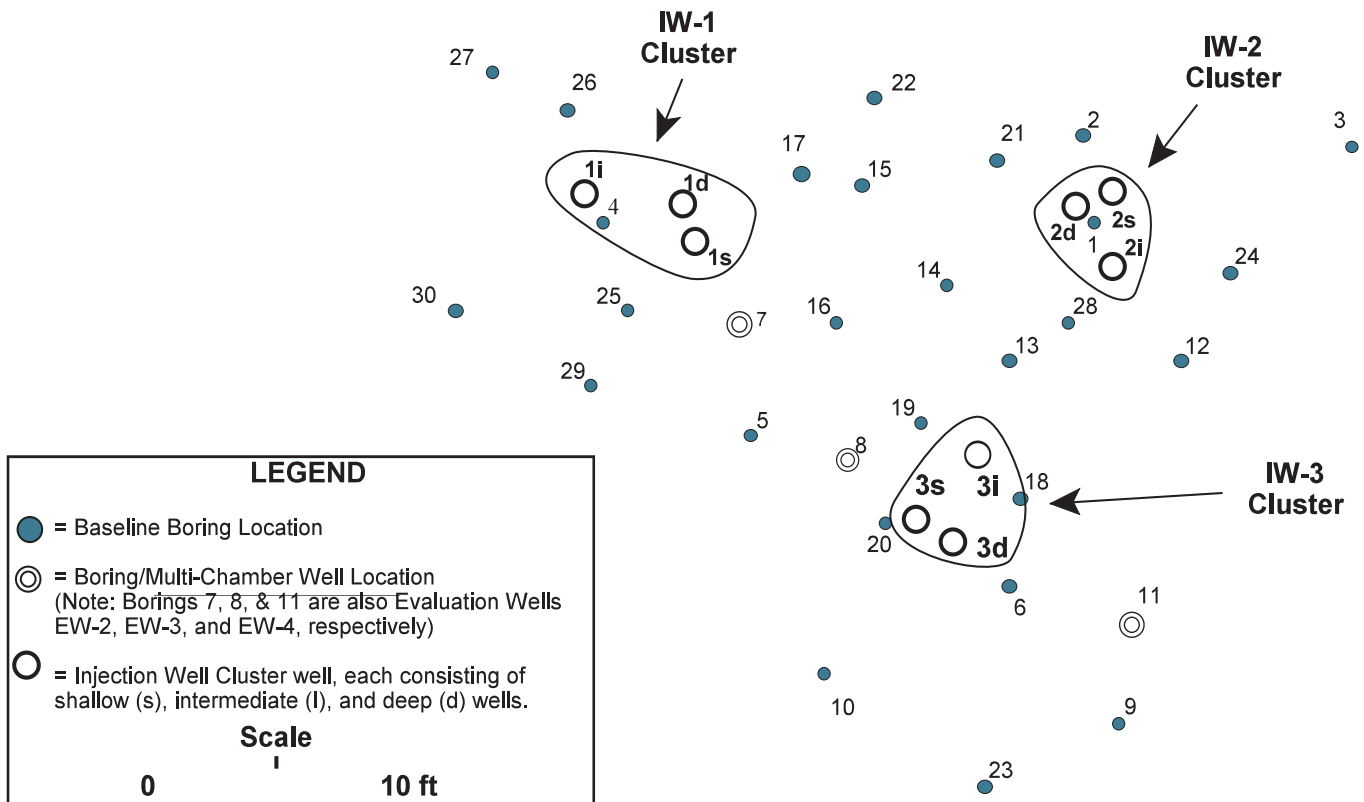 IW-1
Cluster
IW-2
Cluster
27
26
22
2
3
21
17
15
1i
1d
4
1s
2d
2s
1
2i
24
14
30
25
7
16
28
13
12
29
19
5
8
3s
3i
18
IW-3
Cluster
20
3d
6
11
10
9
23
LEGEND
= Baseline Boring Location
= Boring/Multi-Chamber Well Location
(Note: Borings 7, 8, & 11 are also Evaluation Wells
EW-2, EW-3, and EW-4, respectively)
= Injection Well Cluster well, each consisting of
shallow (s), intermediate (I), and deep (d) wells.
Scale
0 10 ft